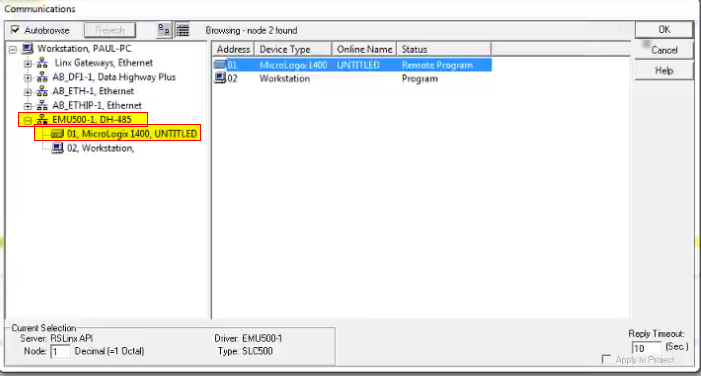 Communications
Autobrowse
Refresh
Browsing - node 2 found
OK
Cancel
Help
Workstation, PAUL-PC
Linx Gateways, Ethernet
AB_DF1-1, Data Highway Plus
AB_ETH-1, Ethernet
AB_ETHIP-1, Ethernet
EMU500-1, DH-485
01, MicroLogix 1400, UNTITLED
02, Workstation,
Address Device Type Online Name Status
01 MicroLogix 1400 UNTITLED Remote Program
02 Workstation Program
Current Selection
Server: RSLinx API Driver: EMU500-1
Node: 1 Decimal (=1 Octal) Type: SLC500
Reply Timeout:
10 (Sec.)
Apply to Project